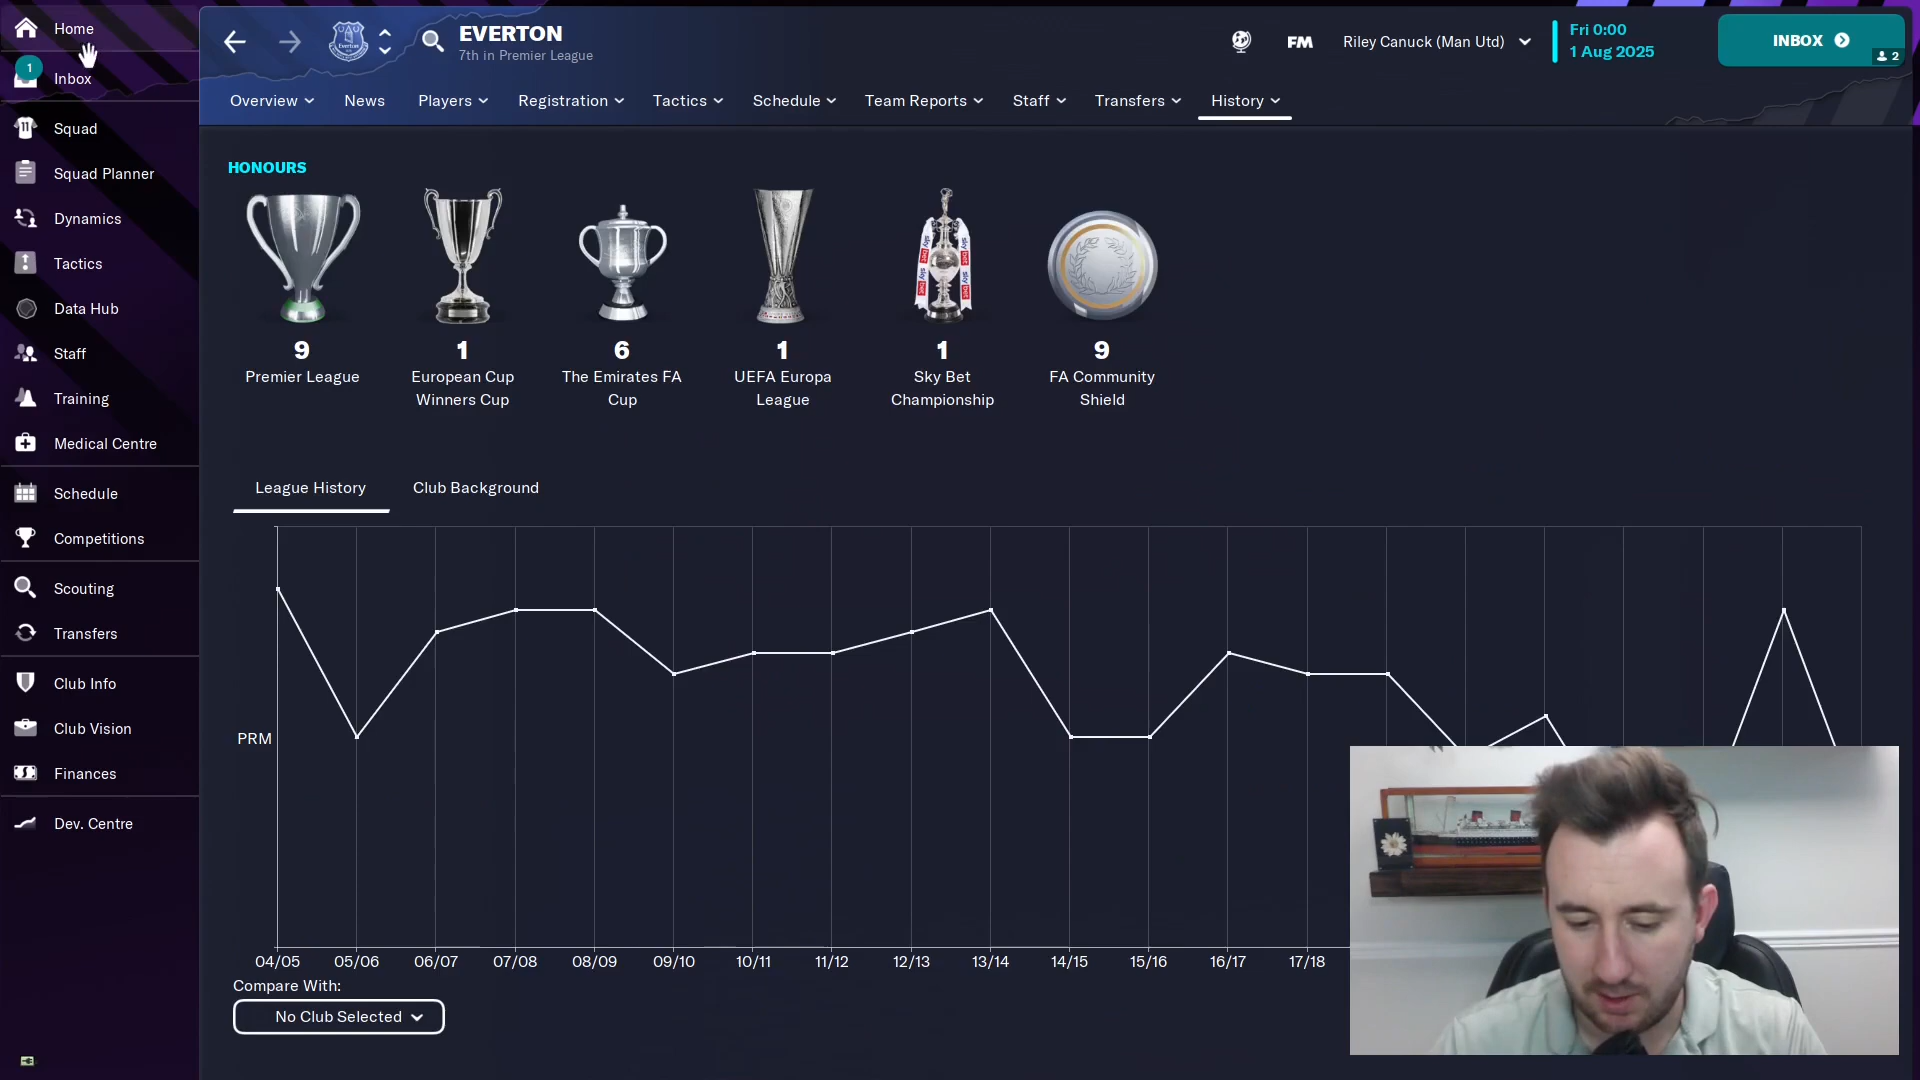 Home
1
Inbox
Squad
Squad Planner
Dynamics
Tactics
Data Hub
Staff
Training
Medical Centre
Schedule
Competitions
Scouting
Transfers
Club Info
Club Vision
Finances
Dev. Centre
EVERTON
7th in Premier League
FM
Riley Canuck (Man Utd)
Fri 0:00
1 Aug 2025
INBOX
2
Overview
News
Players
Registration
Tactics
Schedule
Team Reports
Staff
Transfers
History
HONOURS
9
Premier League
1
European Cup
Winners Cup
6
The Emirates FA
Cup
1
UEFA Europa
League
1
Sky Bet
Championship
9
FA Community
Shield
League History
Club Background
PRM
04/05 05/06 06/07 07/08 08/09 09/10 10/11 11/12 12/13 13/14 14/15 15/16 16/17 17/18
Compare With:
No Club Selected